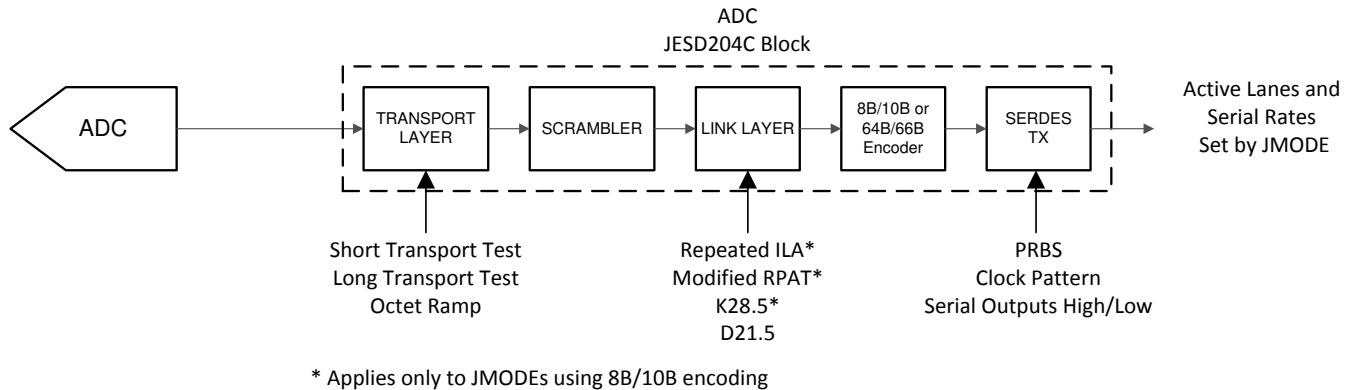 ADC
JESD204C Block
ADC
TRANSPORT
LAYER
SCRAMBLER
LINK LAYER
8B/10B or
64B/66B
Encoder
SERDES
TX
Active Lanes and
Serial Rates
Set by JMODE
Short Transport Test
Long Transport Test
Octet Ramp
Repeated ILA*
Modified RPAT*
K28.5*
D21.5
PRBS
Clock Pattern
Serial Outputs High/Low
* Applies only to JMODEs using 8B/10B encoding